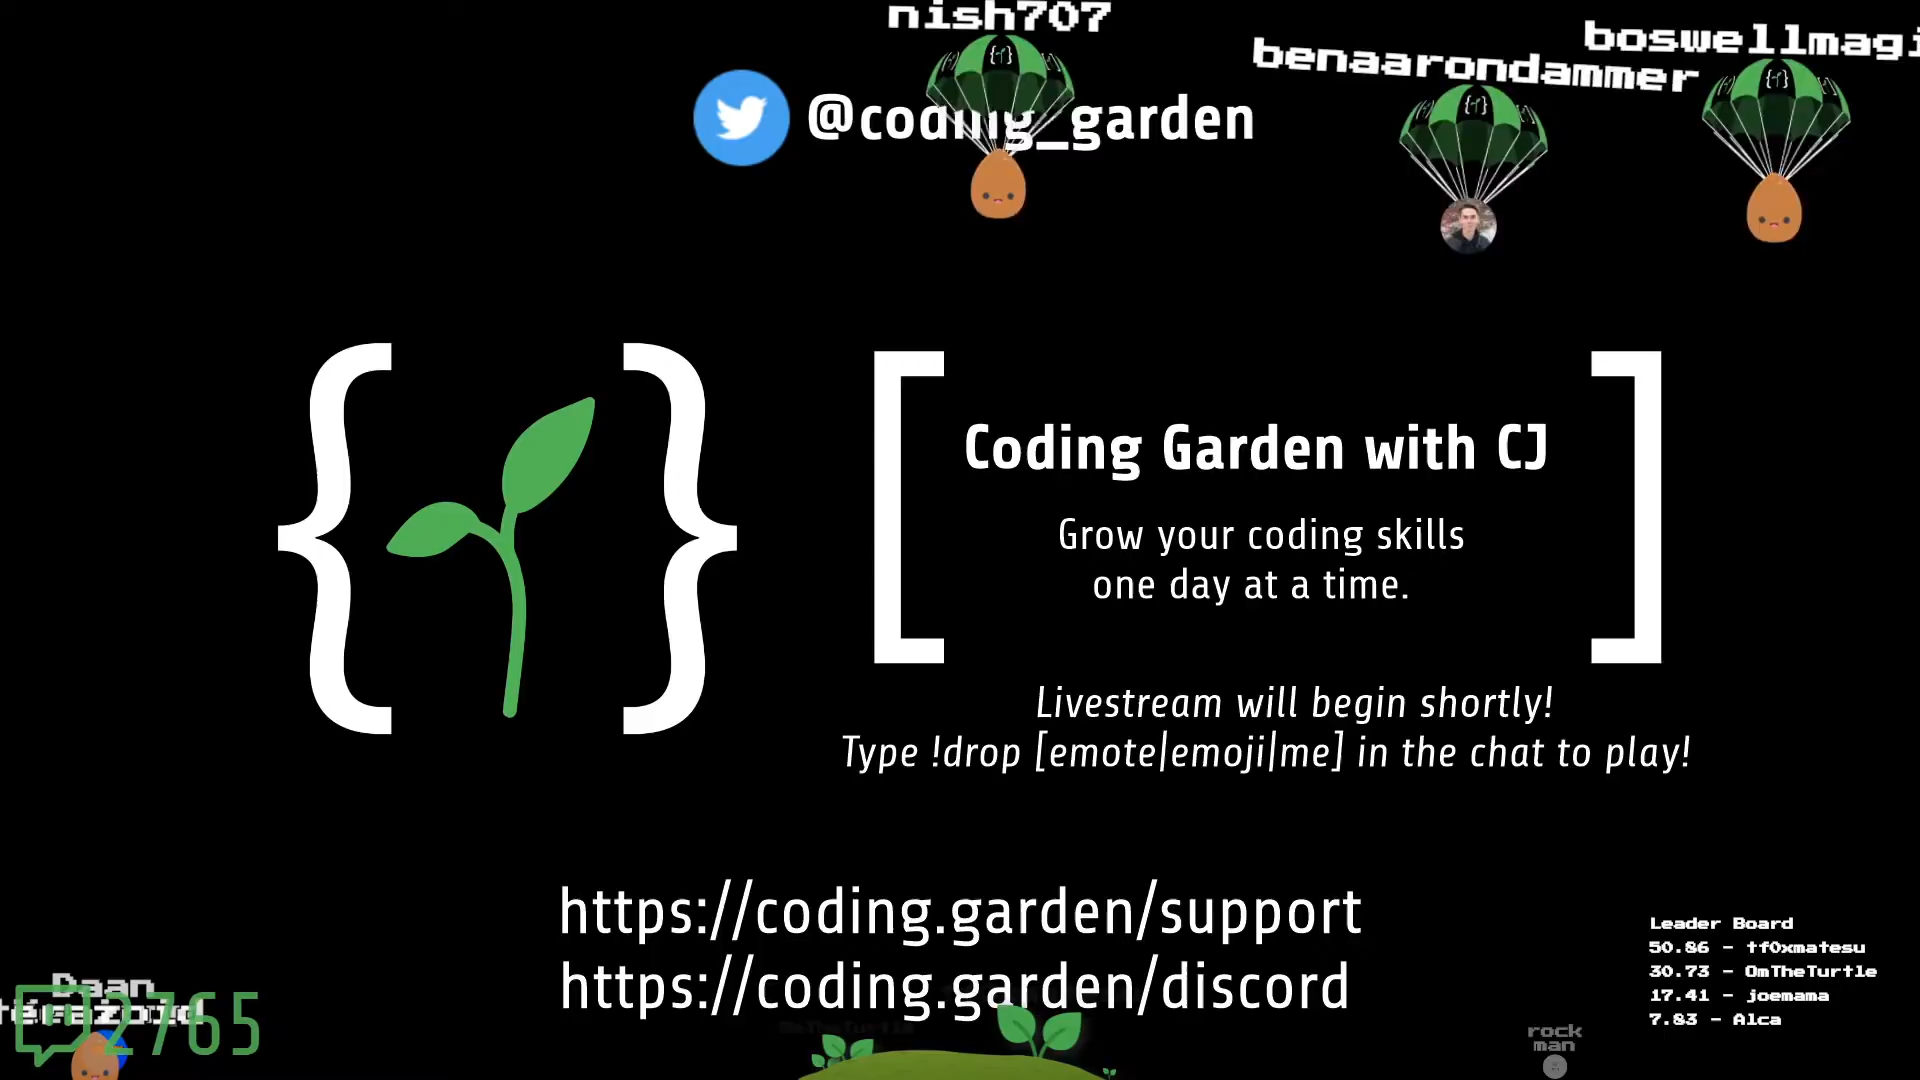 nish707
benaarondammer
boswellmagi
@coding_garden
Coding Garden with CJ
Grow your coding skills
one day at a time.
Livestream will begin shortly!
Type !drop [emote|emoji|me] in the chat to play!
https://coding.garden/support
https://coding.garden/discord
Leader Board
50.86 - tf0xmatesu
30.73 - OmTheTurtle
17.41 - joemama
7.83 - Alca
Daan
2765
OmTheTurtle
rock
man